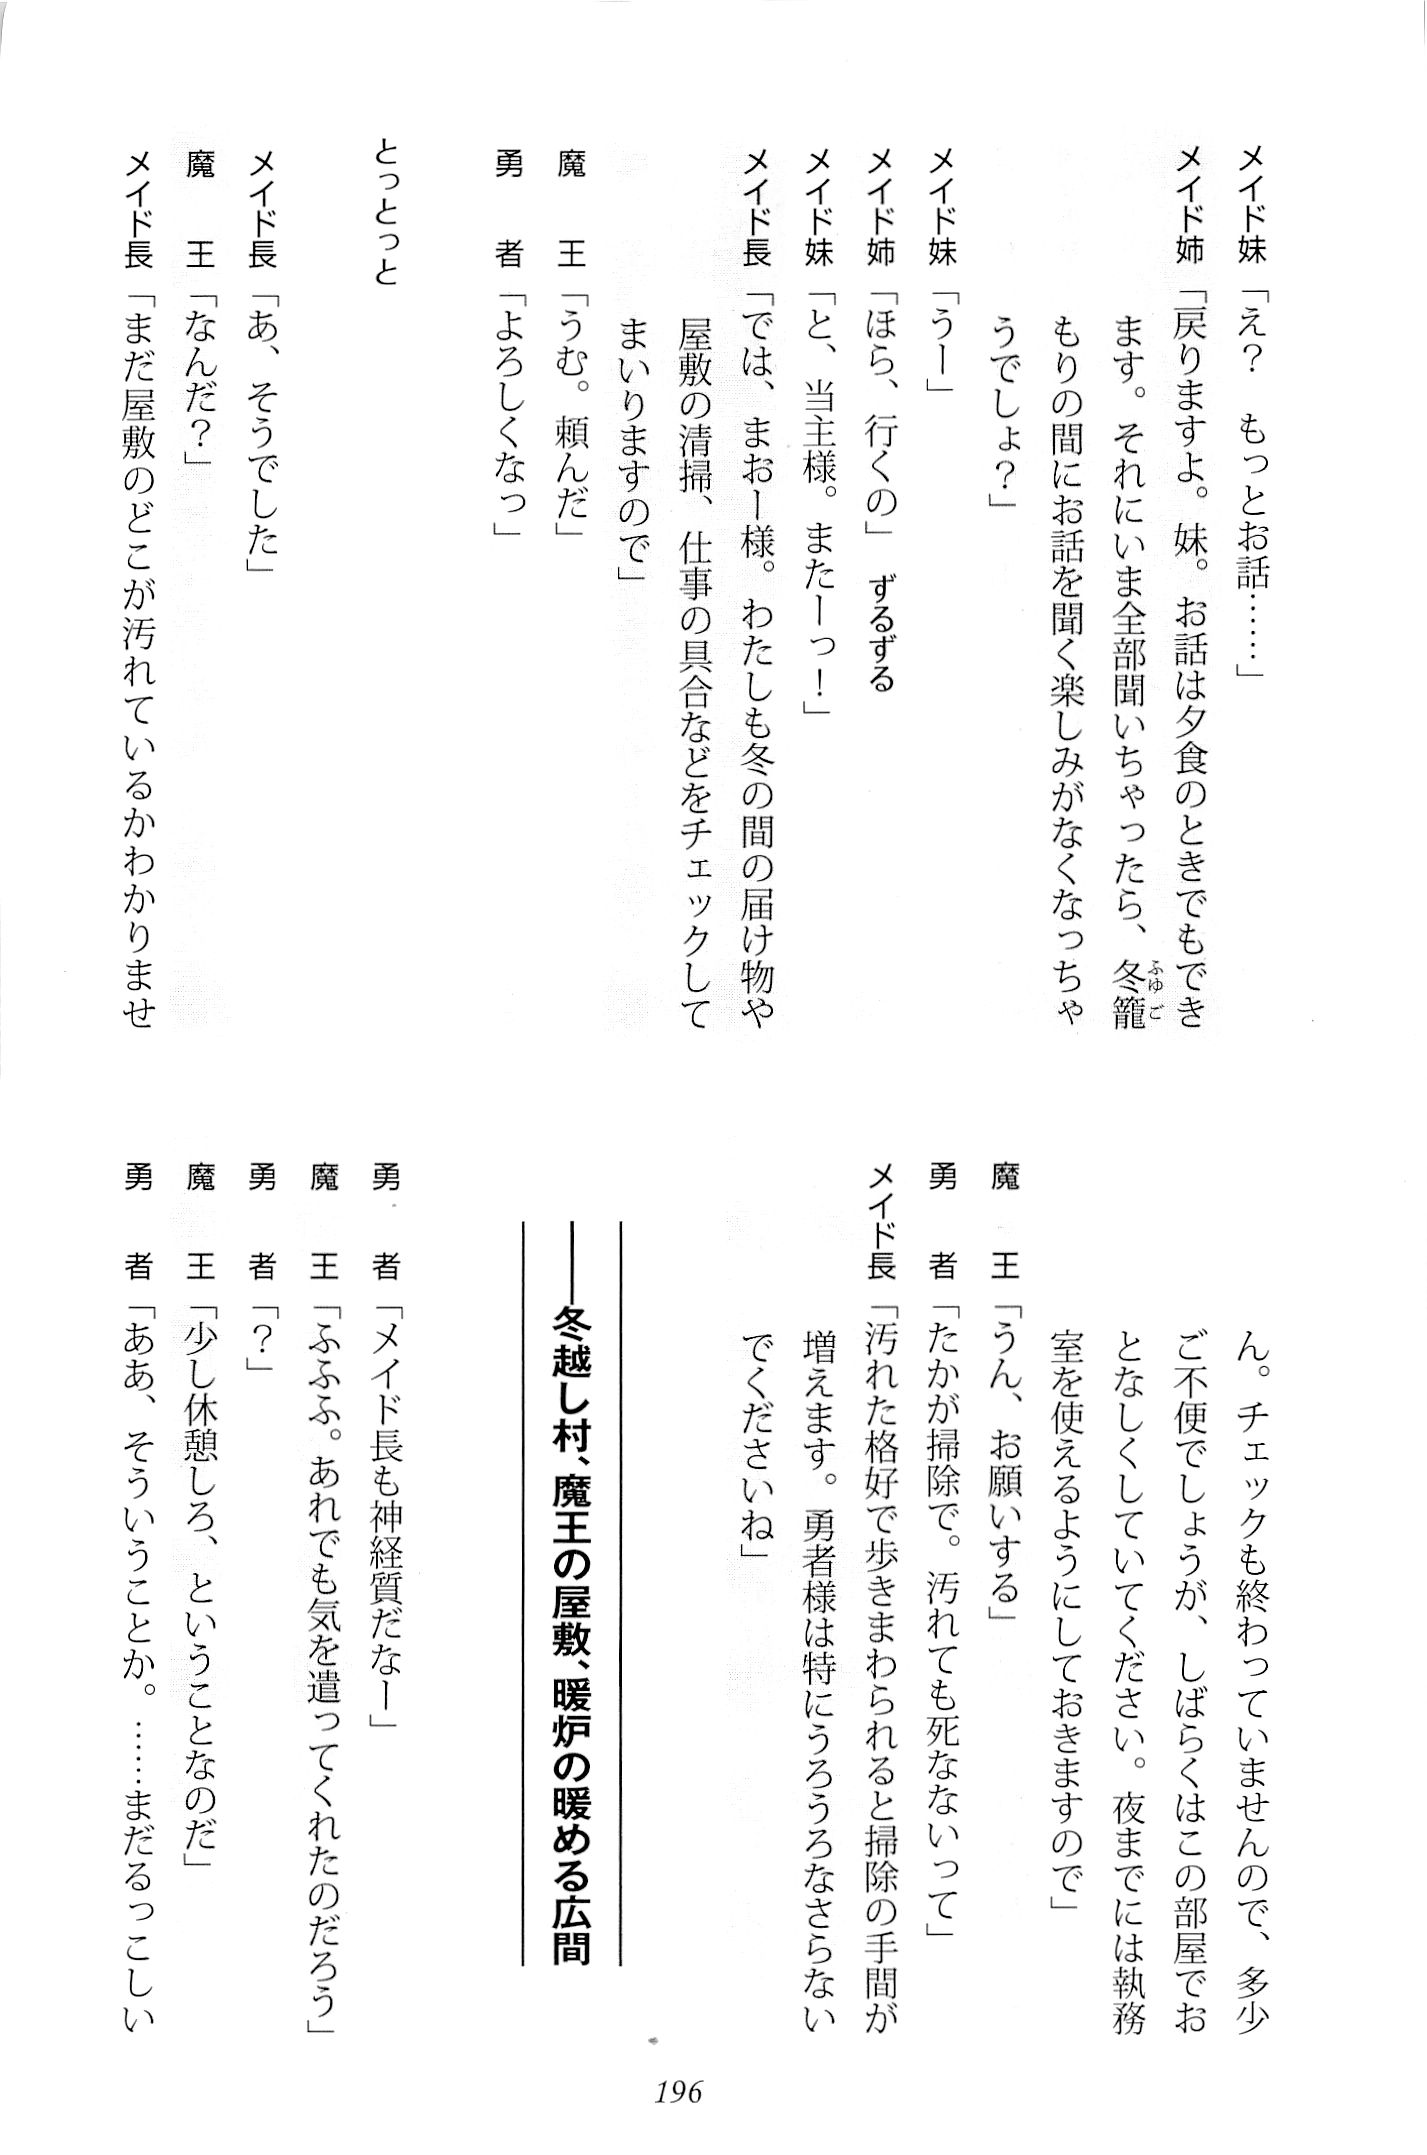 メイド妹「え？　もっとお話……」
メイド姉「戻りますよ。妹。お話は夕食のときでもでき
ます。それにいま全部聞いちゃったら、冬籠
ふゆご
もりの間にお話を聞く楽しみがなくなっちゃ
うでしょ？」
メイド妹「うー」
メイド姉「ほら、行くの」　ずるずる
メイド妹「と、当主様。またーっ！」
メイド長「では、まおー様。わたしも冬の間の届け物や
屋敷の清掃、仕事の具合などをチェックして
まいりますので」
魔　王「うむ。頼んだ」
勇　者「よろしくなっ」
とっとっと
メイド長「あ、そうでした」
魔　王「なんだ？」
メイド長「まだ屋敷のどこが汚れているかわかりませ
ん。チェックも終わっていませんので、多少
ご不便でしょうが、しばらくはこの部屋でお
となしくしていてください。夜までには執務
室を使えるようにしておきますので」
魔　王「うん、お願いする」
勇　者「たかが掃除で。汚れても死なないって」
メイド長「汚れた格好で歩きまわられると掃除の手間が
増えます。勇者様は特にうろうろなさらない
でくださいね」
――冬越し村、魔王の屋敷、暖炉の暖める広間
勇　者「メイド長も神経質だなー」
魔　王「ふふふ。あれでも気を遣ってくれたのだろう」
勇　者「？」
魔　王「少し休憩しろ、ということなのだ」
勇　者「ああ、そういうことか。……まだるっこしい
196